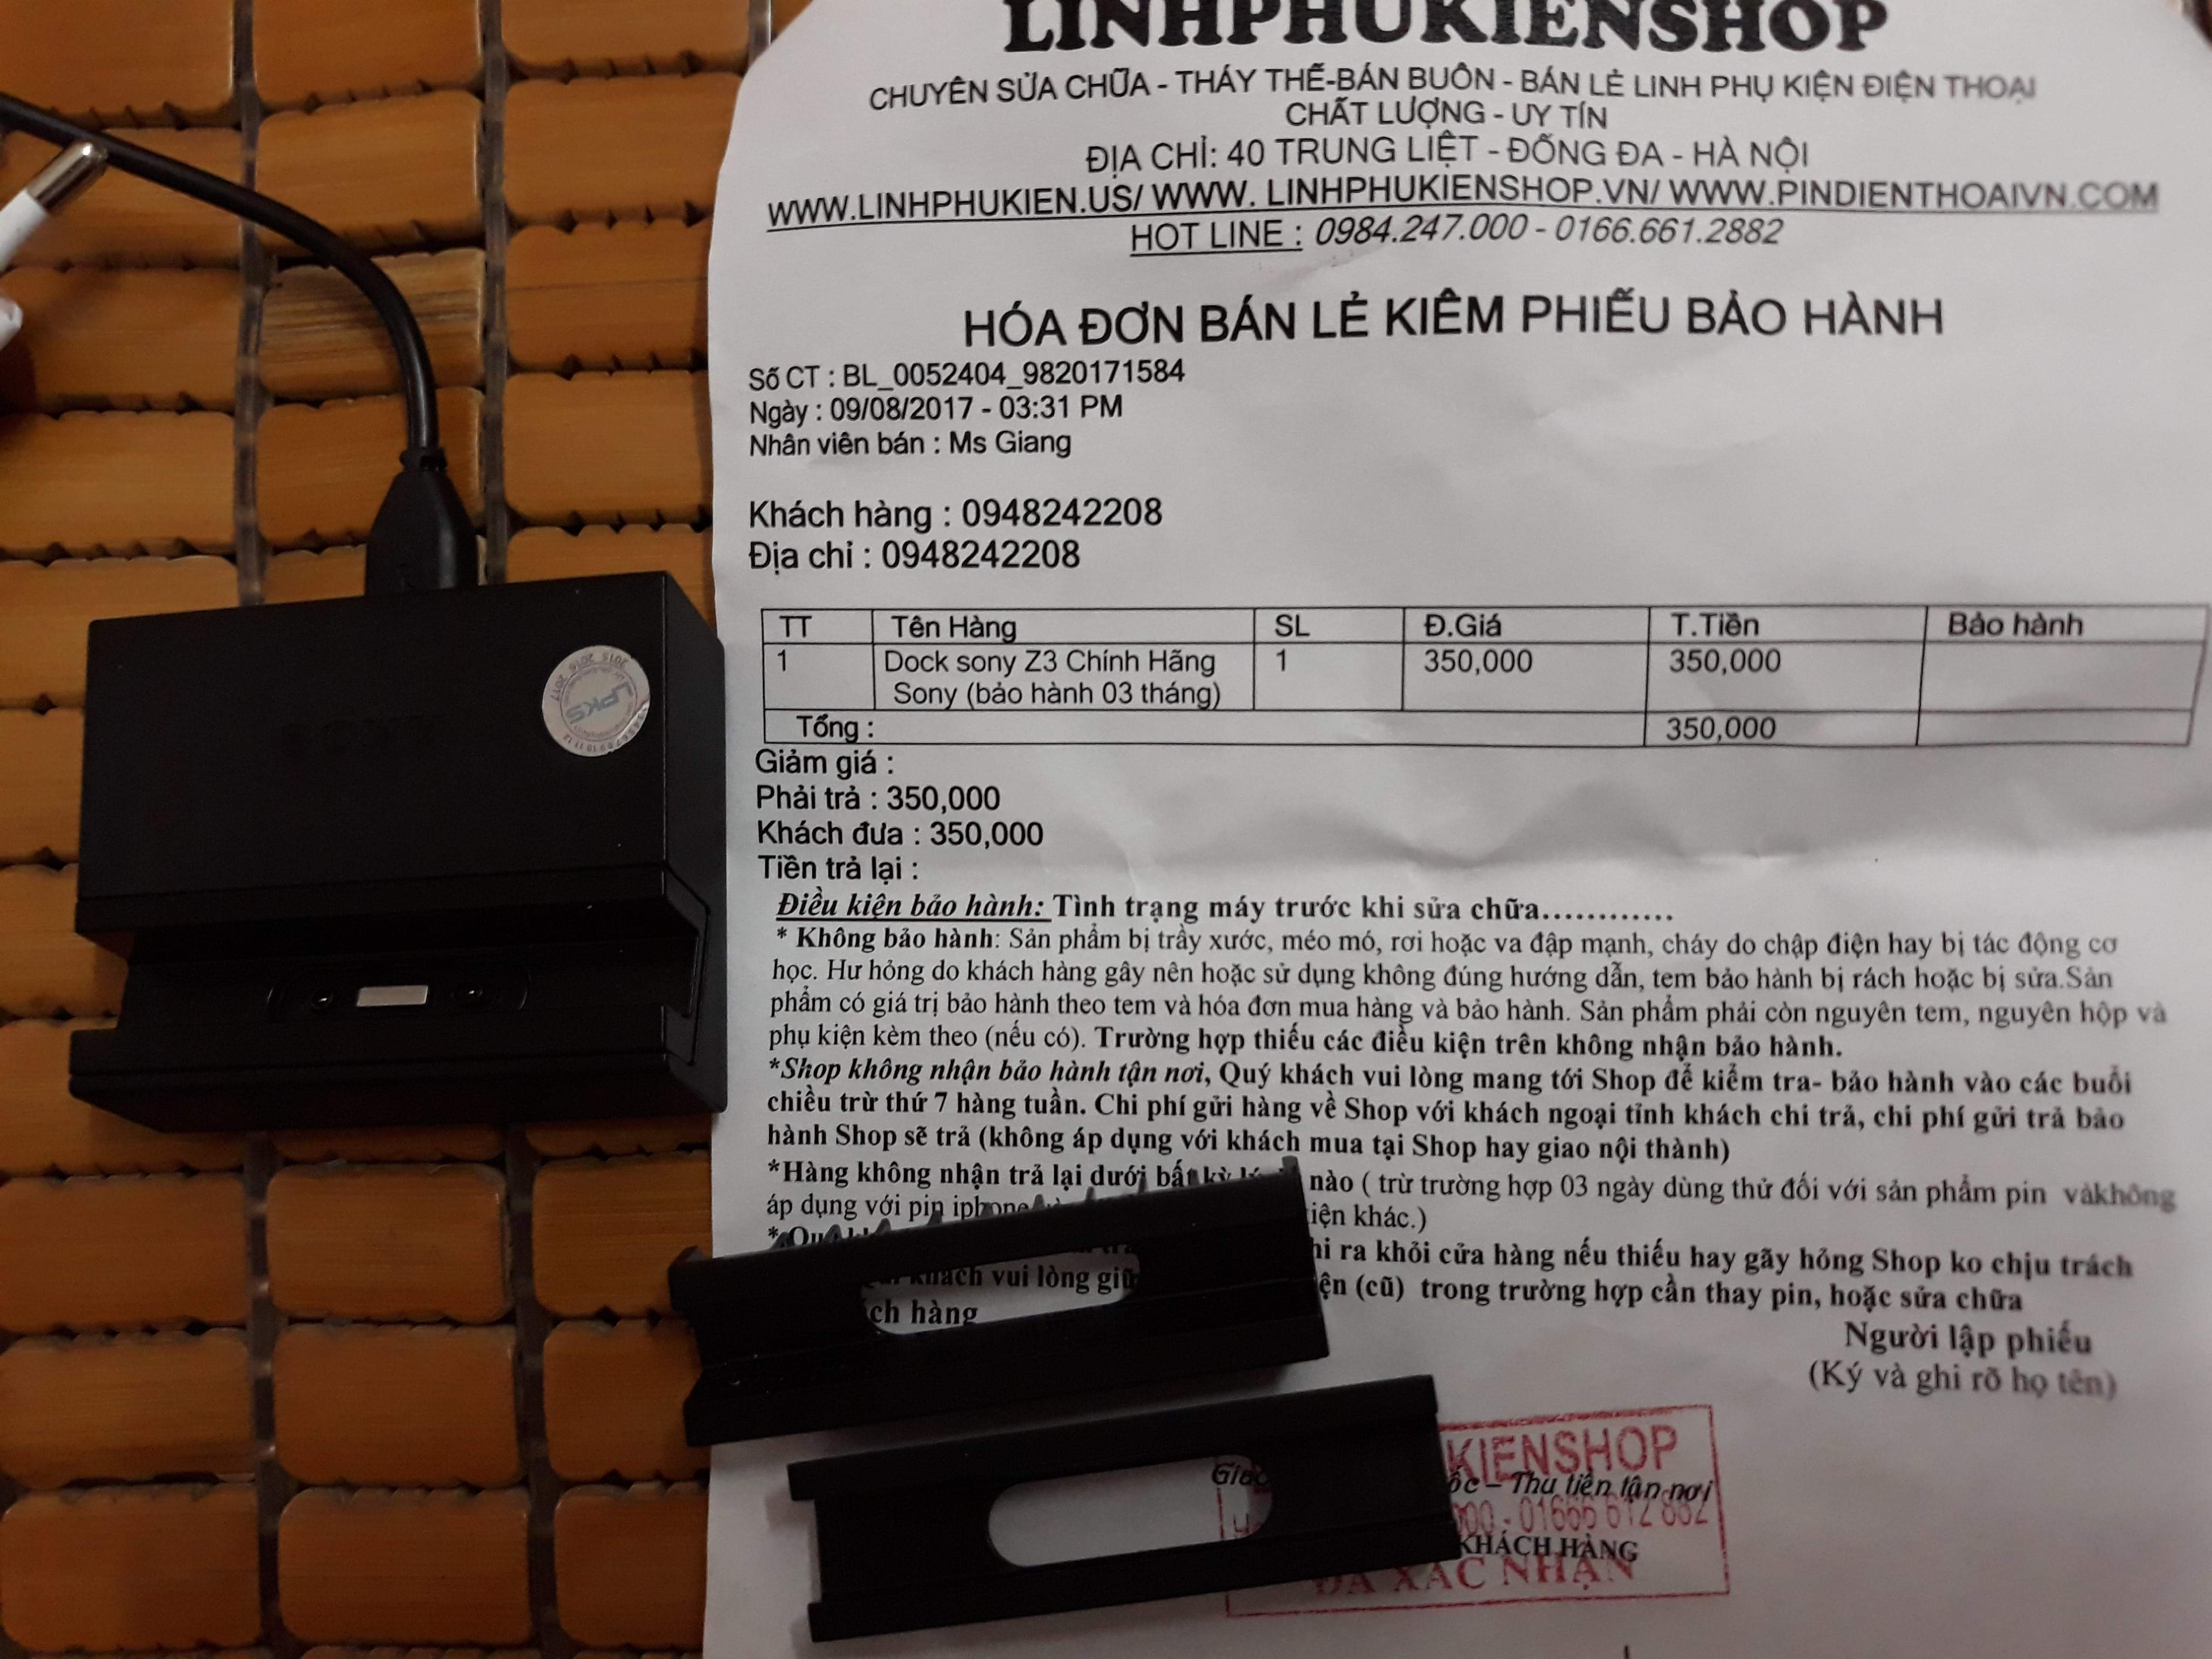 LINHPHUKIENSHOP
CHUYÊN SỬA CHỮA - THÁY THẾ-BÁN BUÔN - BÁN LẺ LINH PHỤ KIỆN ĐIỆN THOẠI
CHẤT LƯỢNG - UY TÍN
ĐỊA CHỈ: 40 TRUNG LIỆT - ĐỐNG ĐA - HÀ NỘI
WWW.LINHPHUKIEN.US/ WWW. LINHPHUKIENSHOP.VN/ WWW.PINDIENTHOAIVN.COM
HOT LINE : 0984.247.000 - 0166.661.2882
HÓA ĐƠN BÁN LẺ KIÊM PHIẾU BẢO HÀNH
Số CT : BL_0052404_9820171584
Ngày : 09/08/2017 - 03:31 PM
Nhân viên bán : Ms Giang
Khách hàng : 0948242208
Địa chỉ : 0948242208
TT Tên Hàng SL Đ.Giá T.Tiền Bảo hành
1 Dock sony Z3 Chính Hãng 1 350,000 350,000
Sony (bảo hành 03 tháng)
Tổng : 350,000
Giảm giá :
Phải trả : 350,000
Khách đưa : 350,000
Tiền trả lại :
Điều kiện bảo hành: Tình trạng máy trước khi sửa chữa............
* Không bảo hành: Sản phẩm bị trầy xước, méo mó, rơi hoặc va đập mạnh, cháy do chập điện hay bị tác động cơ
học. Hư hỏng do khách hàng gây nên hoặc sử dụng không đúng hướng dẫn, tem bảo hành bị rách hoặc bị sửa.Sản
phẩm có giá trị bảo hành theo tem và hóa đơn mua hàng và bảo hành. Sản phẩm phải còn nguyên tem, nguyên hộp và
phụ kiện kèm theo (nếu có). Trường hợp thiếu các điều kiện trên không nhận bảo hành.
*Shop không nhận bảo hành tận nơi, Quý khách vui lòng mang tới Shop để kiểm tra- bảo hành vào các buổi
chiều trừ thứ 7 hàng tuần. Chi phí gửi hàng về Shop với khách ngoại tỉnh khách chi trả, chi phí gửi trả bảo
hành Shop sẽ trả (không áp dụng với khách mua tại Shop hay giao nội thành)
*Hàng không nhận trả lại dưới bất kỳ nào ( trừ trường hợp 03 ngày dùng thử đối với sản phẩm pin vàkhông
áp dụng với pin iphone iện khác.)
hi ra khỏi cửa hàng nếu thiếu hay gãy hỏng Shop ko chịu trách
khách vui lòng giữ ện (cũ) trong trường hợp cần thay pin, hoặc sửa chữa
ch hàng
Người lập phiếu
(Ký và ghi rõ họ tên)
KIENSHOP
ốc – Thu tiền tận nơi
000 - 01666 612 882
KHÁCH HÀNG
ĐÃ XÁC NHẬN
SONY
LPKS